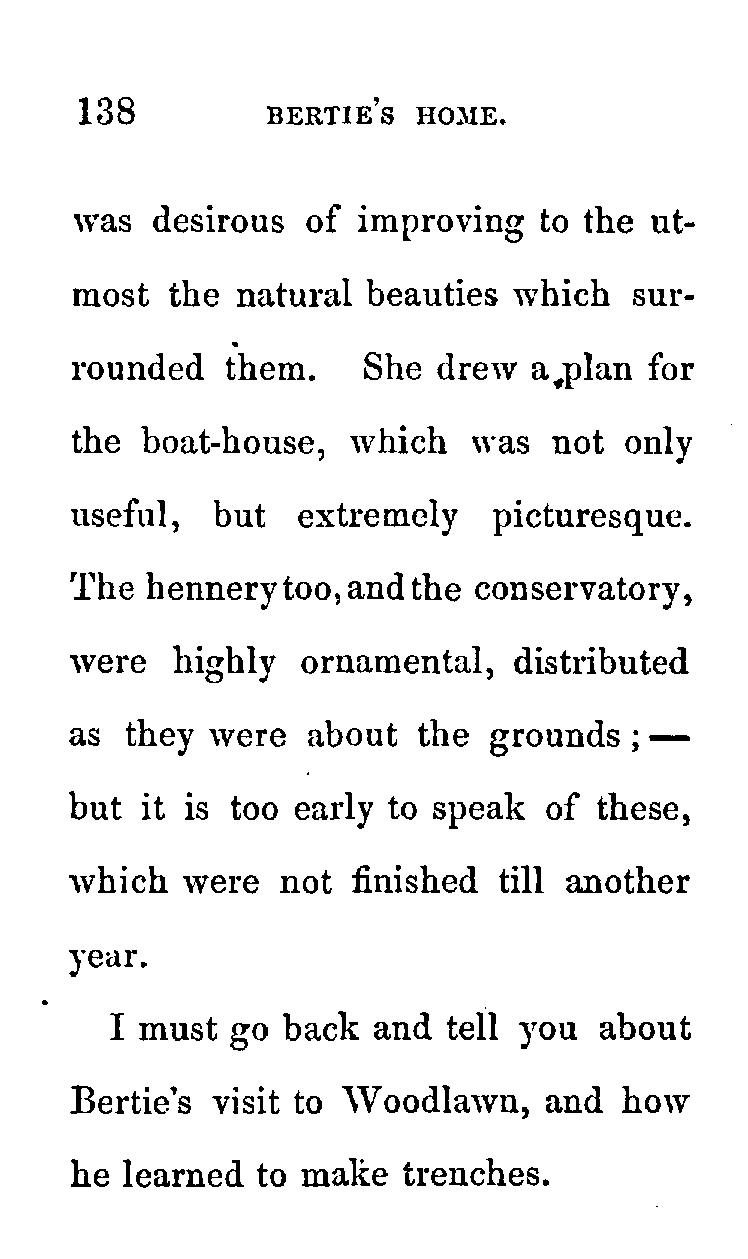 138 BERTIE'S HOME.
was desirous of improving to the ut-
most the natural beauties which sur-
rounded them. She drew a plan for
the boat-house, which was not only
useful, but extremely picturesque.
The hennery too, and the conservatory,
were highly ornamental, distributed
as they were about the grounds ; —
but it is too early to speak of these,
which were not finished till another
year.
I must go back and tell you about
Bertie's visit to Woodlawn, and how
he learned to make trenches.